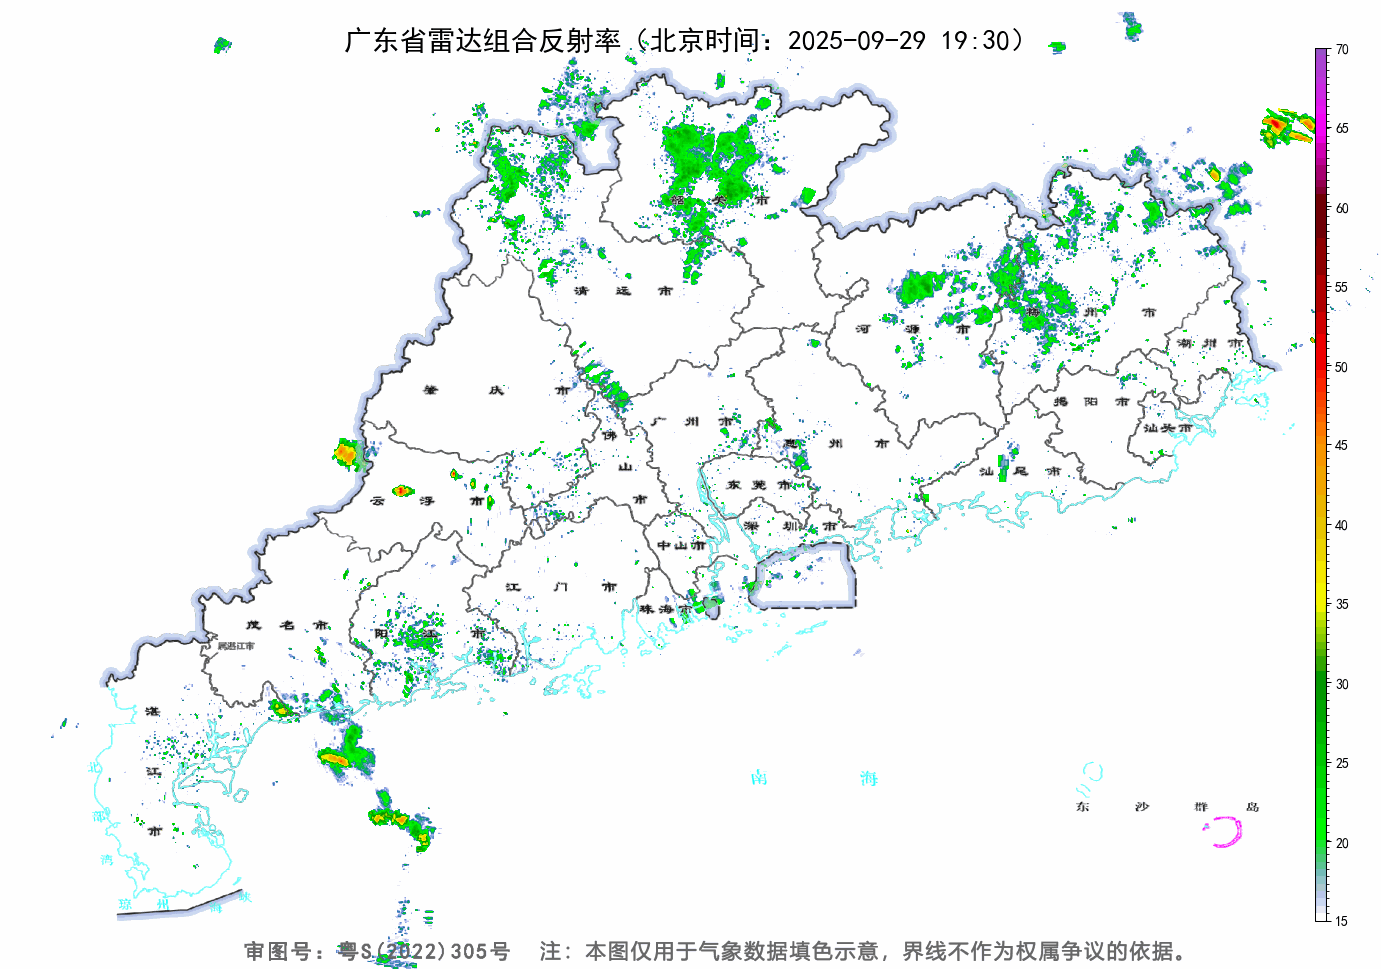 广东省雷达组合反射率（北京时间：2025-09-29 19:30）
70
65
60
55
50
45
40
35
30
25
20
15
韶关市
清远市
河源市
梅州市
潮州市
肇庆市
广州市
揭阳市
汕头市
佛山市
惠州市
汕尾市
云浮市
东莞市
深圳市
中山市
江门市
珠海市
茂名市
阳江市
属湛江市
湛江市
北部湾
南海
东沙群岛
琼州海峡
审图号：粤S(2022)305号 注：本图仅用于气象数据填色示意，界线不作为权属争议的依据。